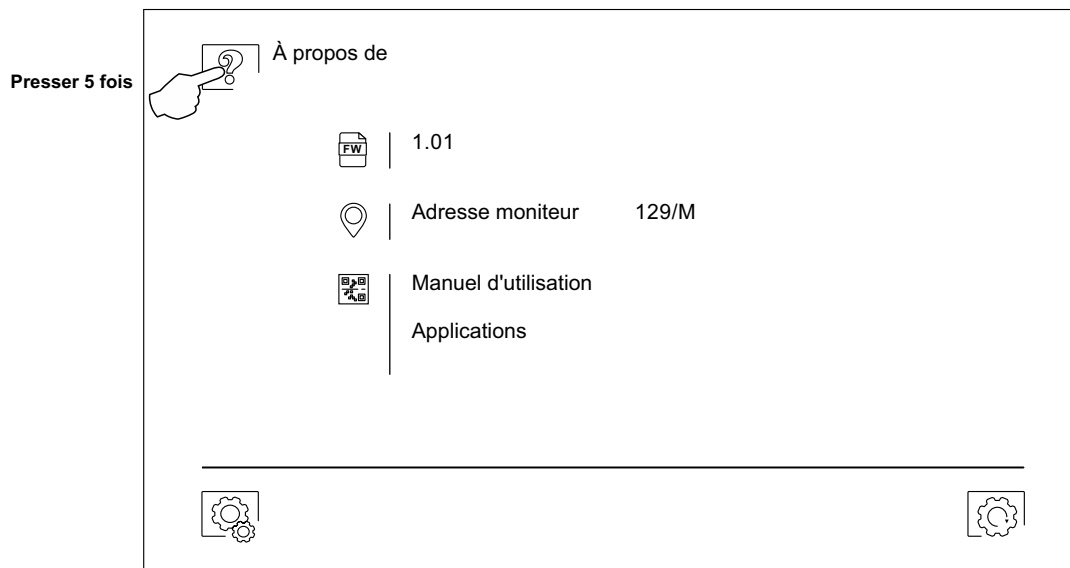 À propos de
Presser 5 fois
FW
1.01
Adresse moniteur 129/M
Manuel d'utilisation
Applications